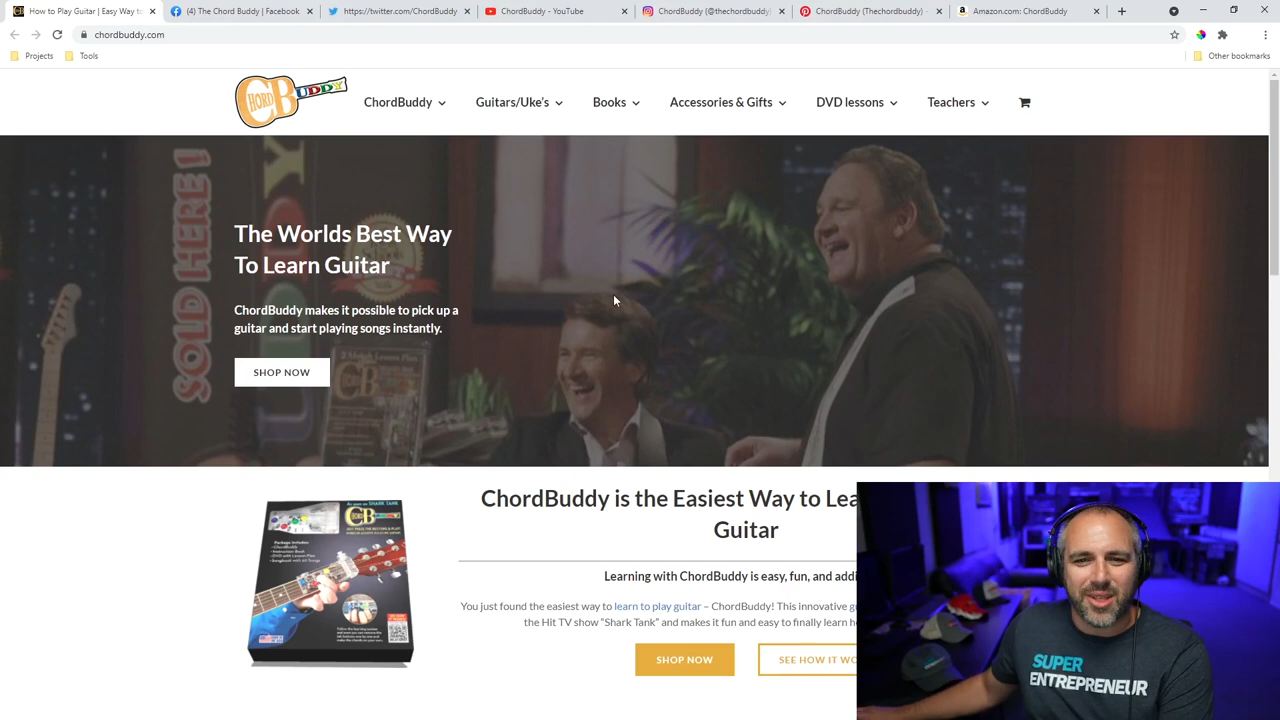 How to Play Guitar | Easy Way to
(4) The Chord Buddy | Facebook
https://twitter.com/ChordBuddy
ChordBuddy - YouTube
ChordBuddy (@thechordbuddy)
ChordBuddy (Thechordbuddy) -
Amazon.com: ChordBuddy
chordbuddy.com
Projects
Tools
Other bookmarks
CHORD BUDDY
ChordBuddy
Guitars/Uke's
Books
Accessories & Gifts
DVD lessons
Teachers
SOLD HERE!
The Worlds Best Way
To Learn Guitar
ChordBuddy makes it possible to pick up a
guitar and start playing songs instantly.
SHOP NOW
ChordBuddy is the Easiest Way to Lea
Guitar
Learning with ChordBuddy is easy, fun, and addi
You just found the easiest way to learn to play guitar – ChordBuddy! This innovative g
the Hit TV show “Shark Tank” and makes it fun and easy to finally learn h
SHOP NOW
SEE HOW IT WO
SUPER
ENTREPRENEUR